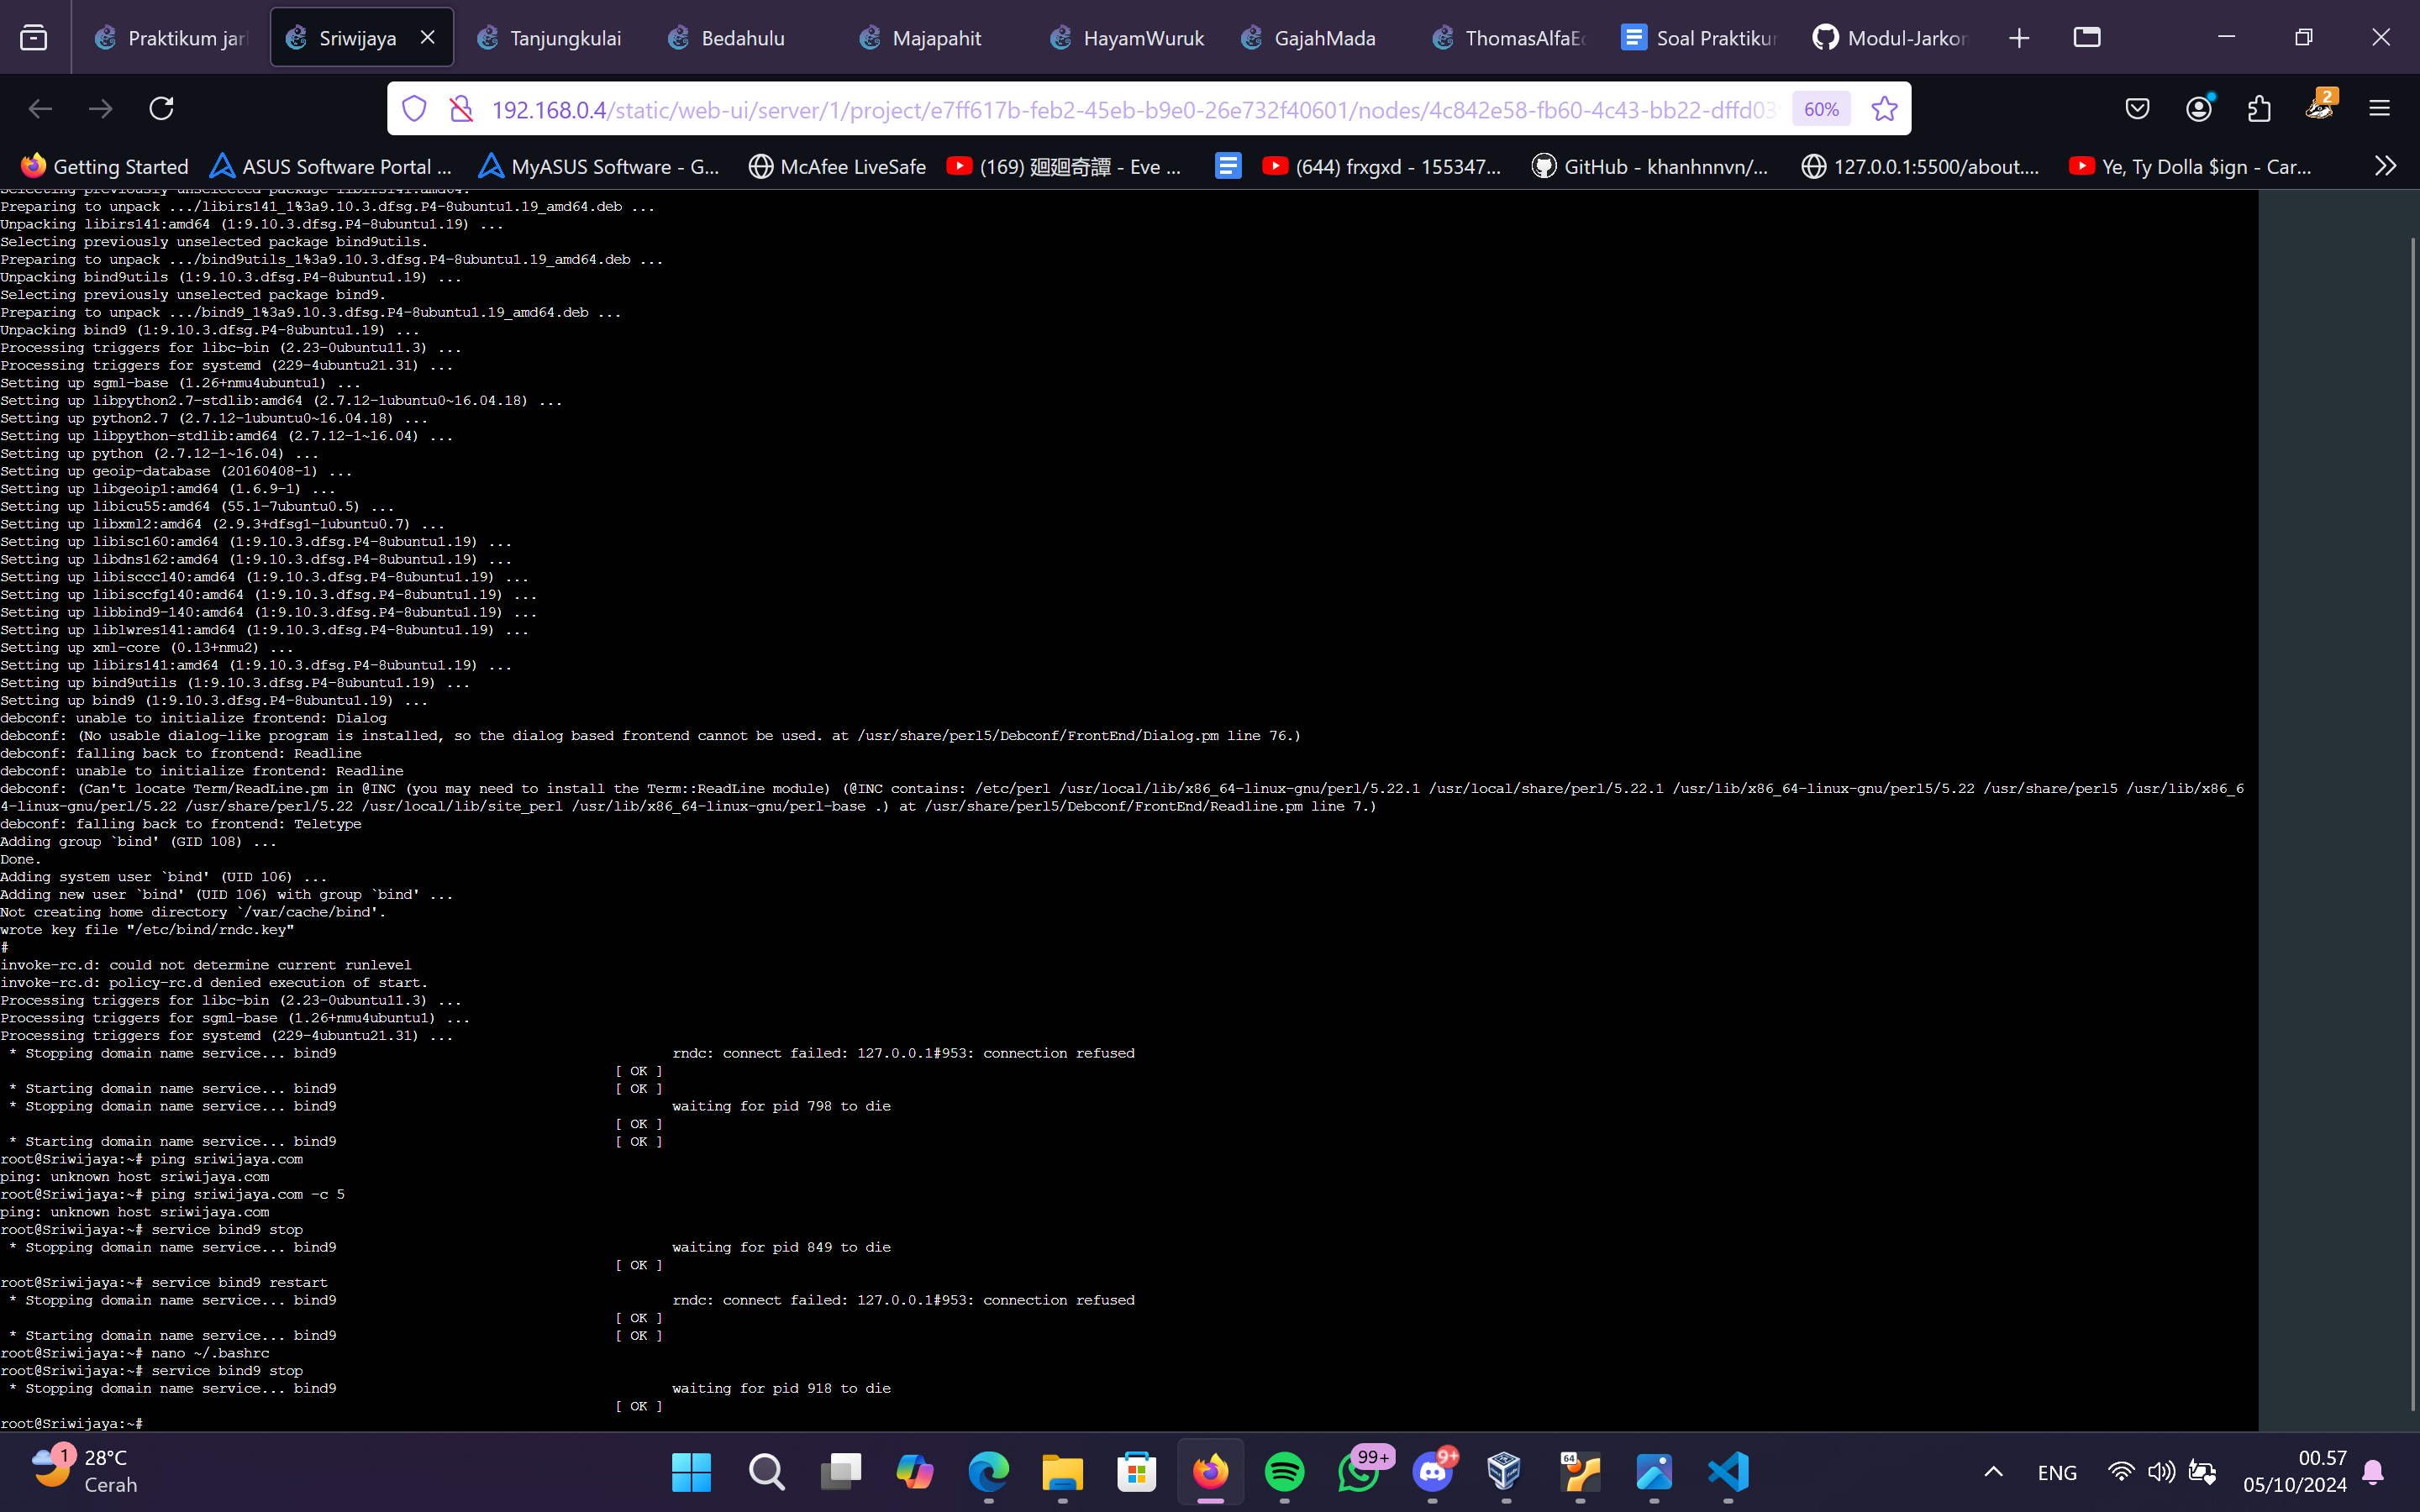 Praktikum jar
Sriwijaya
Tanjungkulai
Bedahulu
Majapahit
HayamWuruk
GajahMada
ThomasAlfaEd
Soal Praktikur
Modul-Jarkon
192.168.0.4/static/web-ui/server/1/project/e7ff617b-feb2-45eb-b9e0-26e732f40601/nodes/4c842e58-fb60-4c43-bb22-dffd03
60%
2
Getting Started
ASUS Software Portal ...
MyASUS Software - G...
McAfee LiveSafe
(169) 廻廻奇譚 - Eve ...
(644) frxgxd - 155347...
GitHub - khanhnnvn/...
127.0.0.1:5500/about....
Ye, Ty Dolla $ign - Car...
Selecting previously unselected package libirs141:amd64.
Preparing to unpack .../libirs141_1%3a9.10.3.dfsg.P4-8ubuntu1.19_amd64.deb ...
Unpacking libirs141:amd64 (1:9.10.3.dfsg.P4-8ubuntu1.19) ...
Selecting previously unselected package bind9utils.
Preparing to unpack .../bind9utils_1%3a9.10.3.dfsg.P4-8ubuntu1.19_amd64.deb ...
Unpacking bind9utils (1:9.10.3.dfsg.P4-8ubuntu1.19) ...
Selecting previously unselected package bind9.
Preparing to unpack .../bind9_1%3a9.10.3.dfsg.P4-8ubuntu1.19_amd64.deb ...
Unpacking bind9 (1:9.10.3.dfsg.P4-8ubuntu1.19) ...
Processing triggers for libc-bin (2.23-0ubuntu11.3) ...
Processing triggers for systemd (229-4ubuntu21.31) ...
Setting up sgml-base (1.26+nmu4ubuntu1) ...
Setting up libpython2.7-stdlib:amd64 (2.7.12-1ubuntu0~16.04.18) ...
Setting up python2.7 (2.7.12-1ubuntu0~16.04.18) ...
Setting up libpython-stdlib:amd64 (2.7.12-1~16.04) ...
Setting up python (2.7.12-1~16.04) ...
Setting up geoip-database (20160408-1) ...
Setting up libgeoip1:amd64 (1.6.9-1) ...
Setting up libicu55:amd64 (55.1-7ubuntu0.5) ...
Setting up libxml2:amd64 (2.9.3+dfsg1-1ubuntu0.7) ...
Setting up libisc160:amd64 (1:9.10.3.dfsg.P4-8ubuntu1.19) ...
Setting up libdns162:amd64 (1:9.10.3.dfsg.P4-8ubuntu1.19) ...
Setting up libisccc140:amd64 (1:9.10.3.dfsg.P4-8ubuntu1.19) ...
Setting up libisccfg140:amd64 (1:9.10.3.dfsg.P4-8ubuntu1.19) ...
Setting up libbind9-140:amd64 (1:9.10.3.dfsg.P4-8ubuntu1.19) ...
Setting up liblwres141:amd64 (1:9.10.3.dfsg.P4-8ubuntu1.19) ...
Setting up xml-core (0.13+nmu2) ...
Setting up libirs141:amd64 (1:9.10.3.dfsg.P4-8ubuntu1.19) ...
Setting up bind9utils (1:9.10.3.dfsg.P4-8ubuntu1.19) ...
Setting up bind9 (1:9.10.3.dfsg.P4-8ubuntu1.19) ...
debconf: unable to initialize frontend: Dialog
debconf: (No usable dialog-like program is installed, so the dialog based frontend cannot be used. at /usr/share/perl5/Debconf/FrontEnd/Dialog.pm line 76.)
debconf: falling back to frontend: Readline
debconf: unable to initialize frontend: Readline
debconf: (Can't locate Term/ReadLine.pm in @INC (you may need to install the Term::ReadLine module) (@INC contains: /etc/perl /usr/local/lib/x86_64-linux-gnu/perl/5.22.1 /usr/local/share/perl/5.22.1 /usr/lib/x86_64-linux-gnu/perl5/5.22 /usr/share/perl5 /usr/lib/x86_6
4-linux-gnu/perl/5.22 /usr/share/perl/5.22 /usr/local/lib/site_perl /usr/lib/x86_64-linux-gnu/perl-base .) at /usr/share/perl5/Debconf/FrontEnd/Readline.pm line 7.)
debconf: falling back to frontend: Teletype
Adding group `bind' (GID 108) ...
Done.
Adding system user `bind' (UID 106) ...
Adding new user `bind' (UID 106) with group `bind' ...
Not creating home directory `/var/cache/bind'.
wrote key file "/etc/bind/rndc.key"
#
invoke-rc.d: could not determine current runlevel
invoke-rc.d: policy-rc.d denied execution of start.
Processing triggers for libc-bin (2.23-0ubuntu11.3) ...
Processing triggers for sgml-base (1.26+nmu4ubuntu1) ...
Processing triggers for systemd (229-4ubuntu21.31) ...
* Stopping domain name service... bind9 rndc: connect failed: 127.0.0.1#953: connection refused
[ OK ]
* Starting domain name service... bind9 [ OK ]
* Stopping domain name service... bind9 waiting for pid 798 to die
[ OK ]
* Starting domain name service... bind9 [ OK ]
root@Sriwijaya:~# ping sriwijaya.com
ping: unknown host sriwijaya.com
root@Sriwijaya:~# ping sriwijaya.com -c 5
ping: unknown host sriwijaya.com
root@Sriwijaya:~# service bind9 stop
* Stopping domain name service... bind9 waiting for pid 849 to die
[ OK ]
root@Sriwijaya:~# service bind9 restart
* Stopping domain name service... bind9 rndc: connect failed: 127.0.0.1#953: connection refused
[ OK ]
* Starting domain name service... bind9 [ OK ]
root@Sriwijaya:~# nano ~/.bashrc
root@Sriwijaya:~# service bind9 stop
* Stopping domain name service... bind9 waiting for pid 918 to die
[ OK ]
root@Sriwijaya:~#
1
28°C
Cerah
99+
9+
64
ENG
00.57
05/10/2024